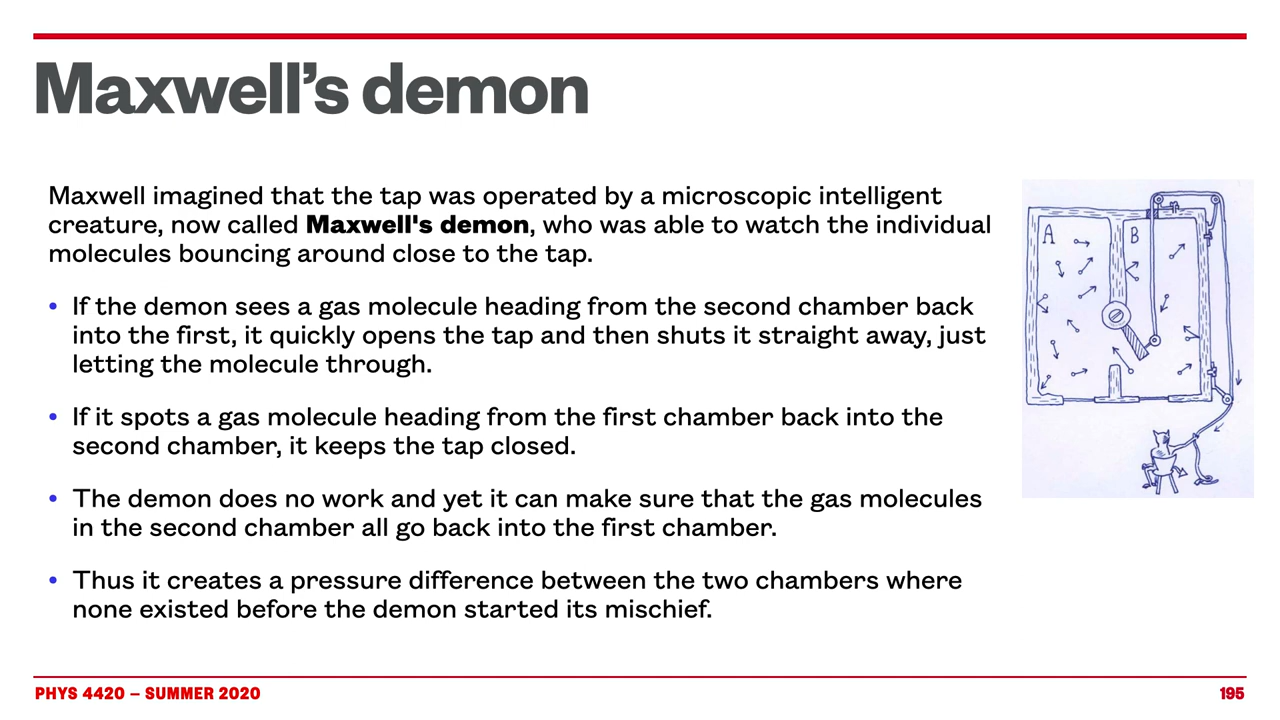 Maxwell’s demon
Maxwell imagined that the tap was operated by a microscopic intelligent
creature, now called Maxwell's demon, who was able to watch the individual
molecules bouncing around close to the tap.
• If the demon sees a gas molecule heading from the second chamber back
into the first, it quickly opens the tap and then shuts it straight away, just
letting the molecule through.
• If it spots a gas molecule heading from the first chamber back into the
second chamber, it keeps the tap closed.
• The demon does no work and yet it can make sure that the gas molecules
in the second chamber all go back into the first chamber.
• Thus it creates a pressure difference between the two chambers where
none existed before the demon started its mischief.
A
B
PHYS 4420 – SUMMER 2020
195